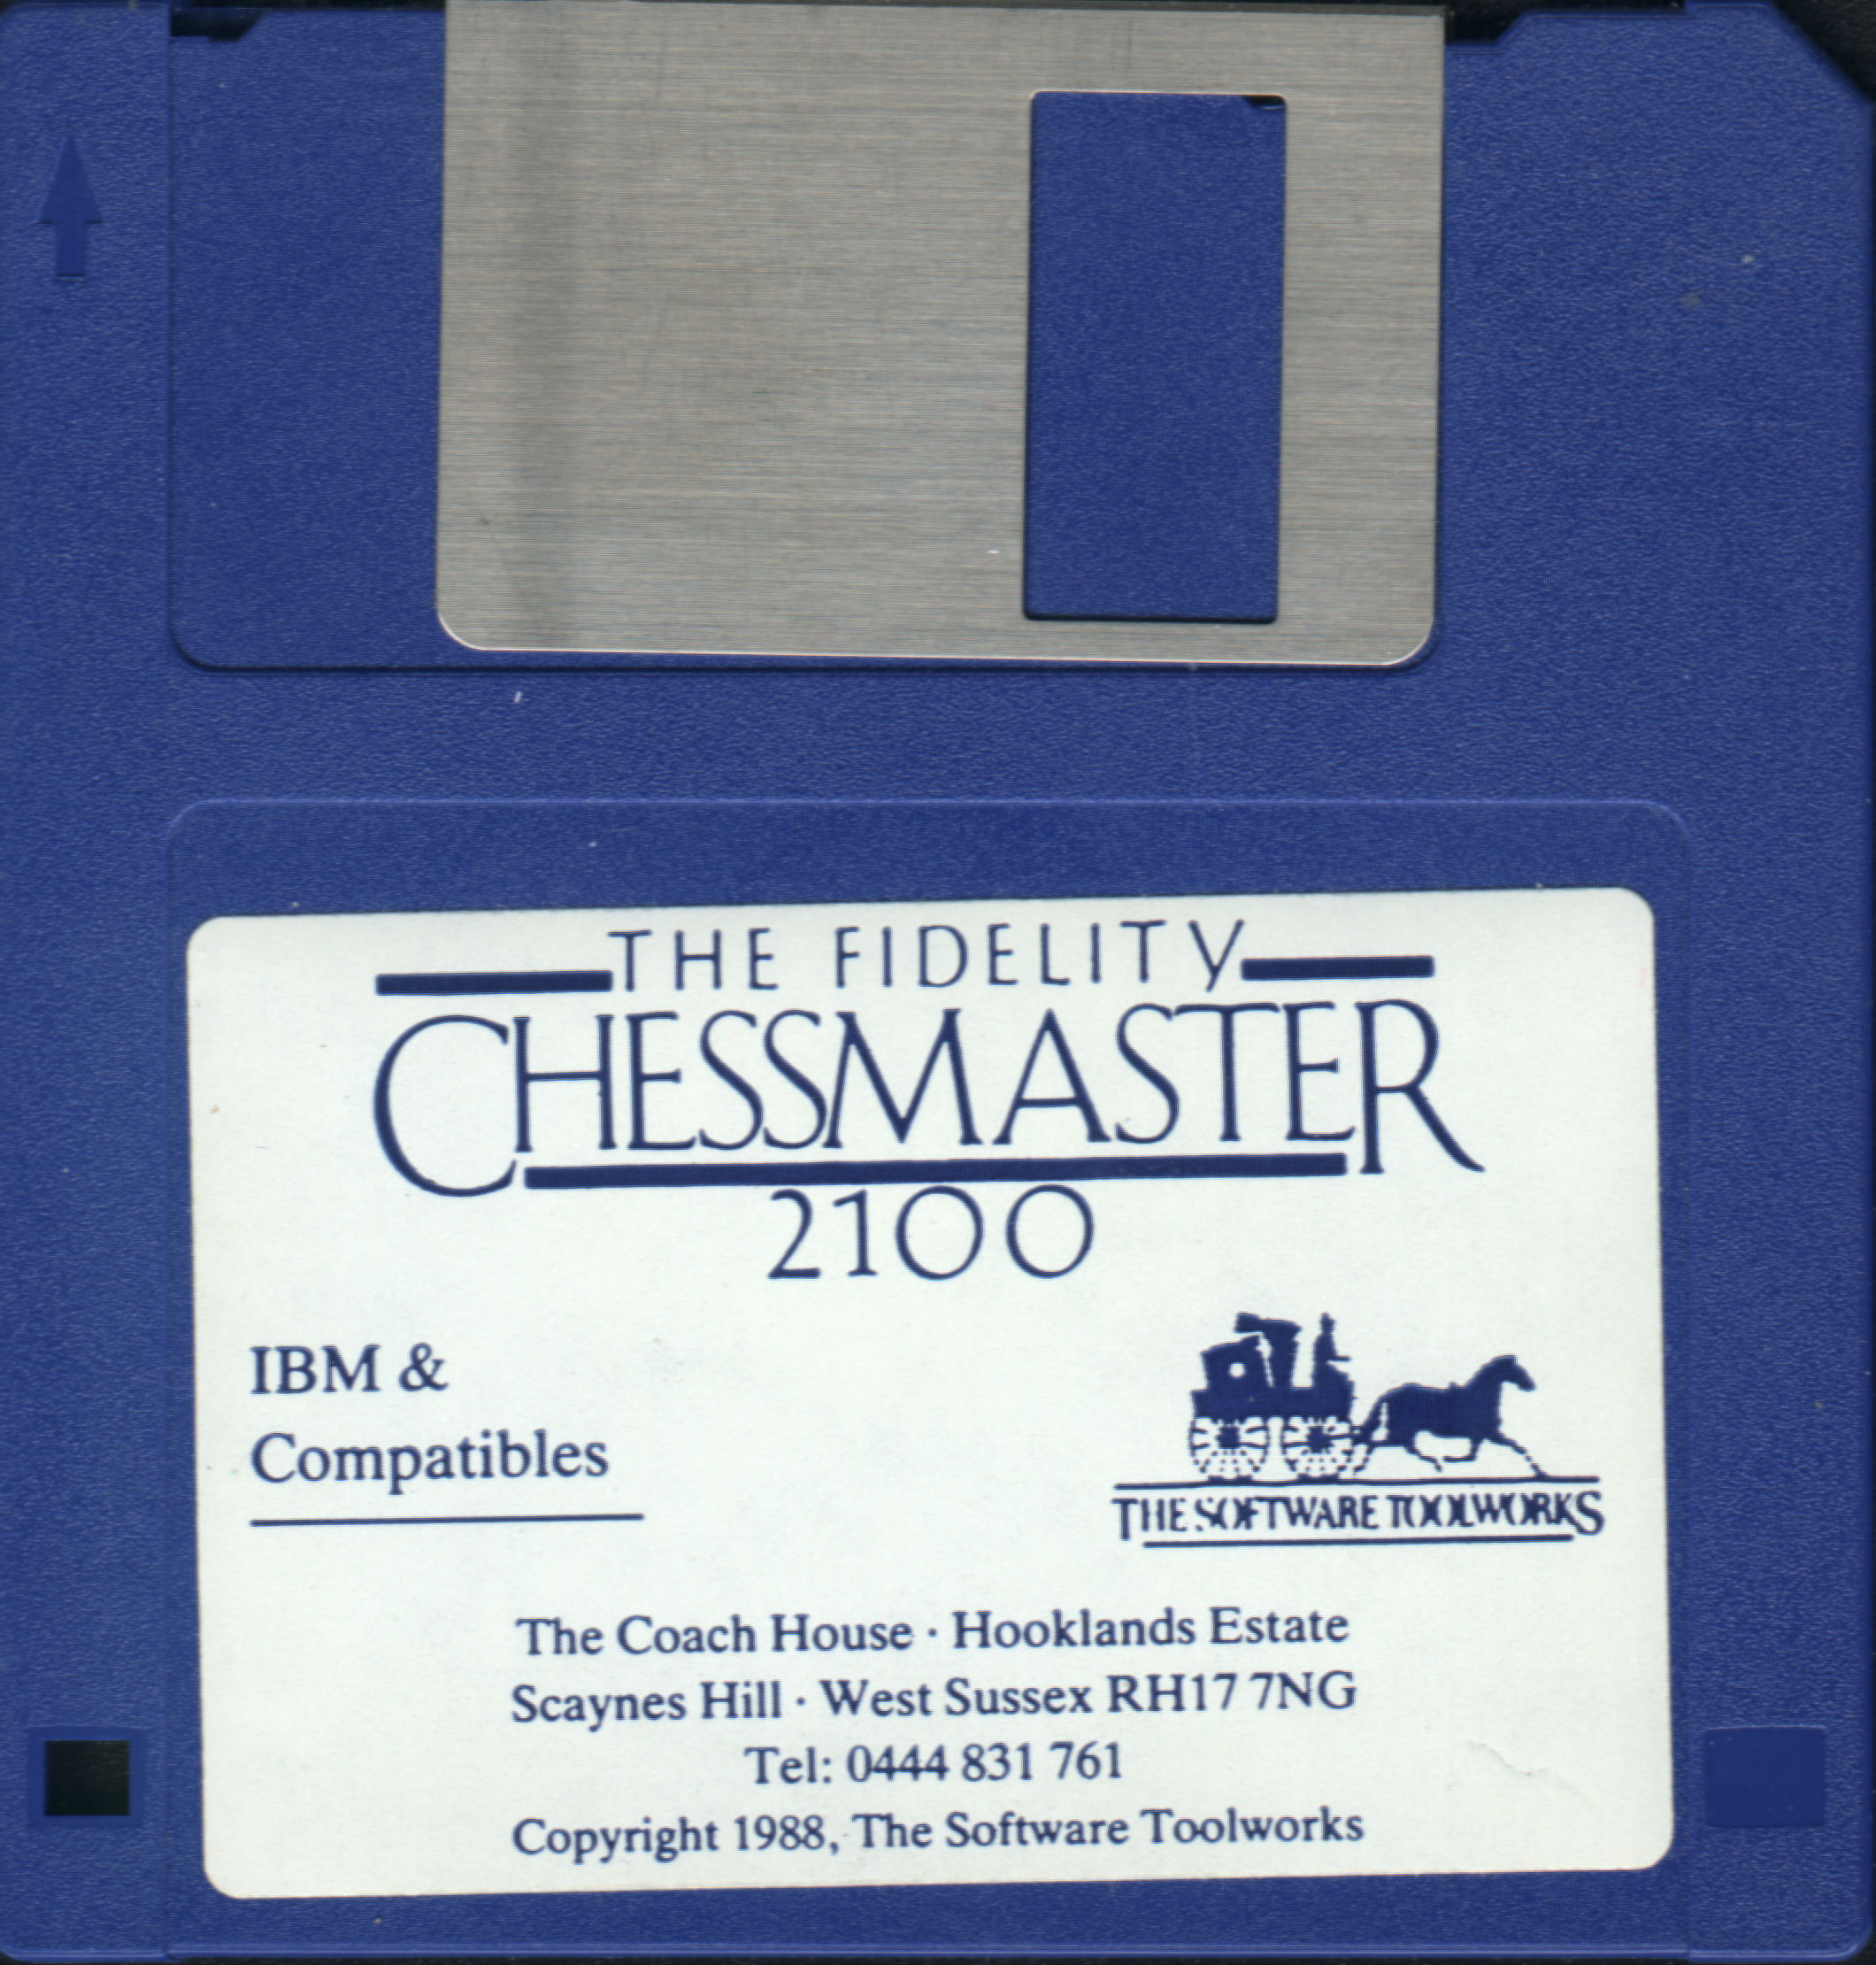 THE FIDELITY
CHESSMASTER
2100
IBM &
Compatibles
THE SOFTWARE TOOLWORKS
The Coach House · Hooklands Estate
Scaynes Hill · West Sussex RH17 7NG
Tel: 0444 831 761
Copyright 1988, The Software Toolworks